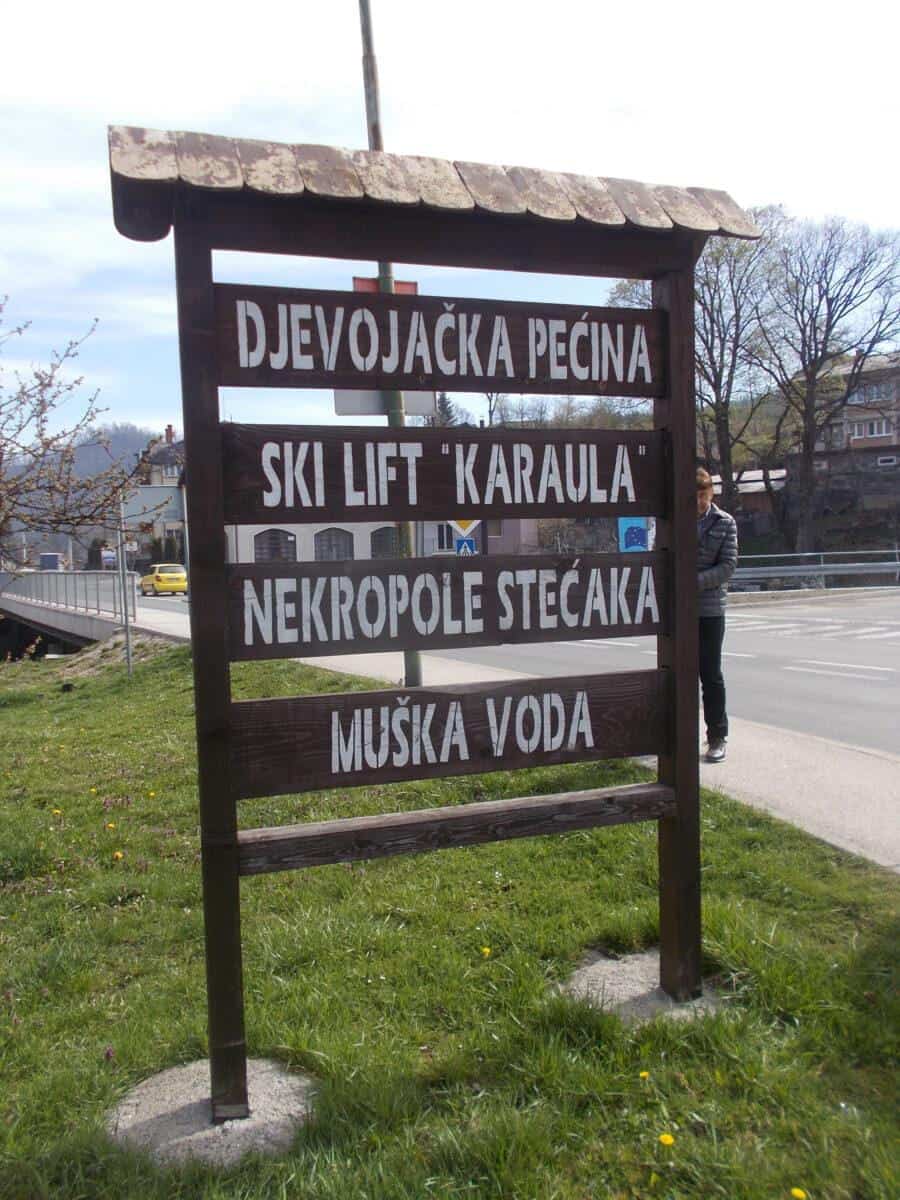 DJEVOJAČKA PEĆINA
SKI LIFT "KARAULA"
NEKROPOLE STEĆAKA
MUŠKA VODA